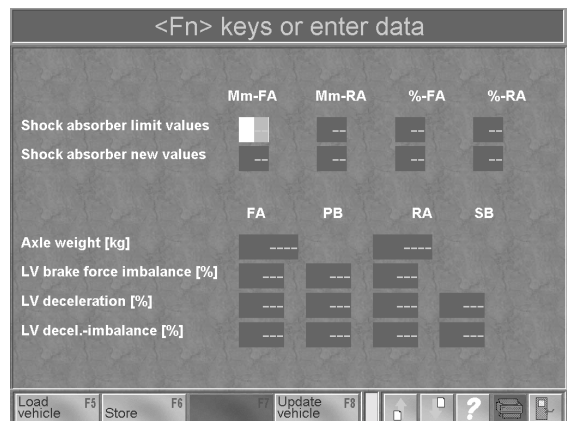 <Fn> keys or enter data
Mm-FA Mm-RA %-FA %-RA
Shock absorber limit values -- -- -- --
Shock absorber new values -- -- -- --
FA PB RA SB
Axle weight [kg] ---- ----
LV brake force imbalance [%] --- --- ---
LV deceleration [%] --- --- --- ---
LV decel.-imbalance [%] --- --- --- ---
Load vehicle F5 Store F6 F7 Update vehicle F8 ?